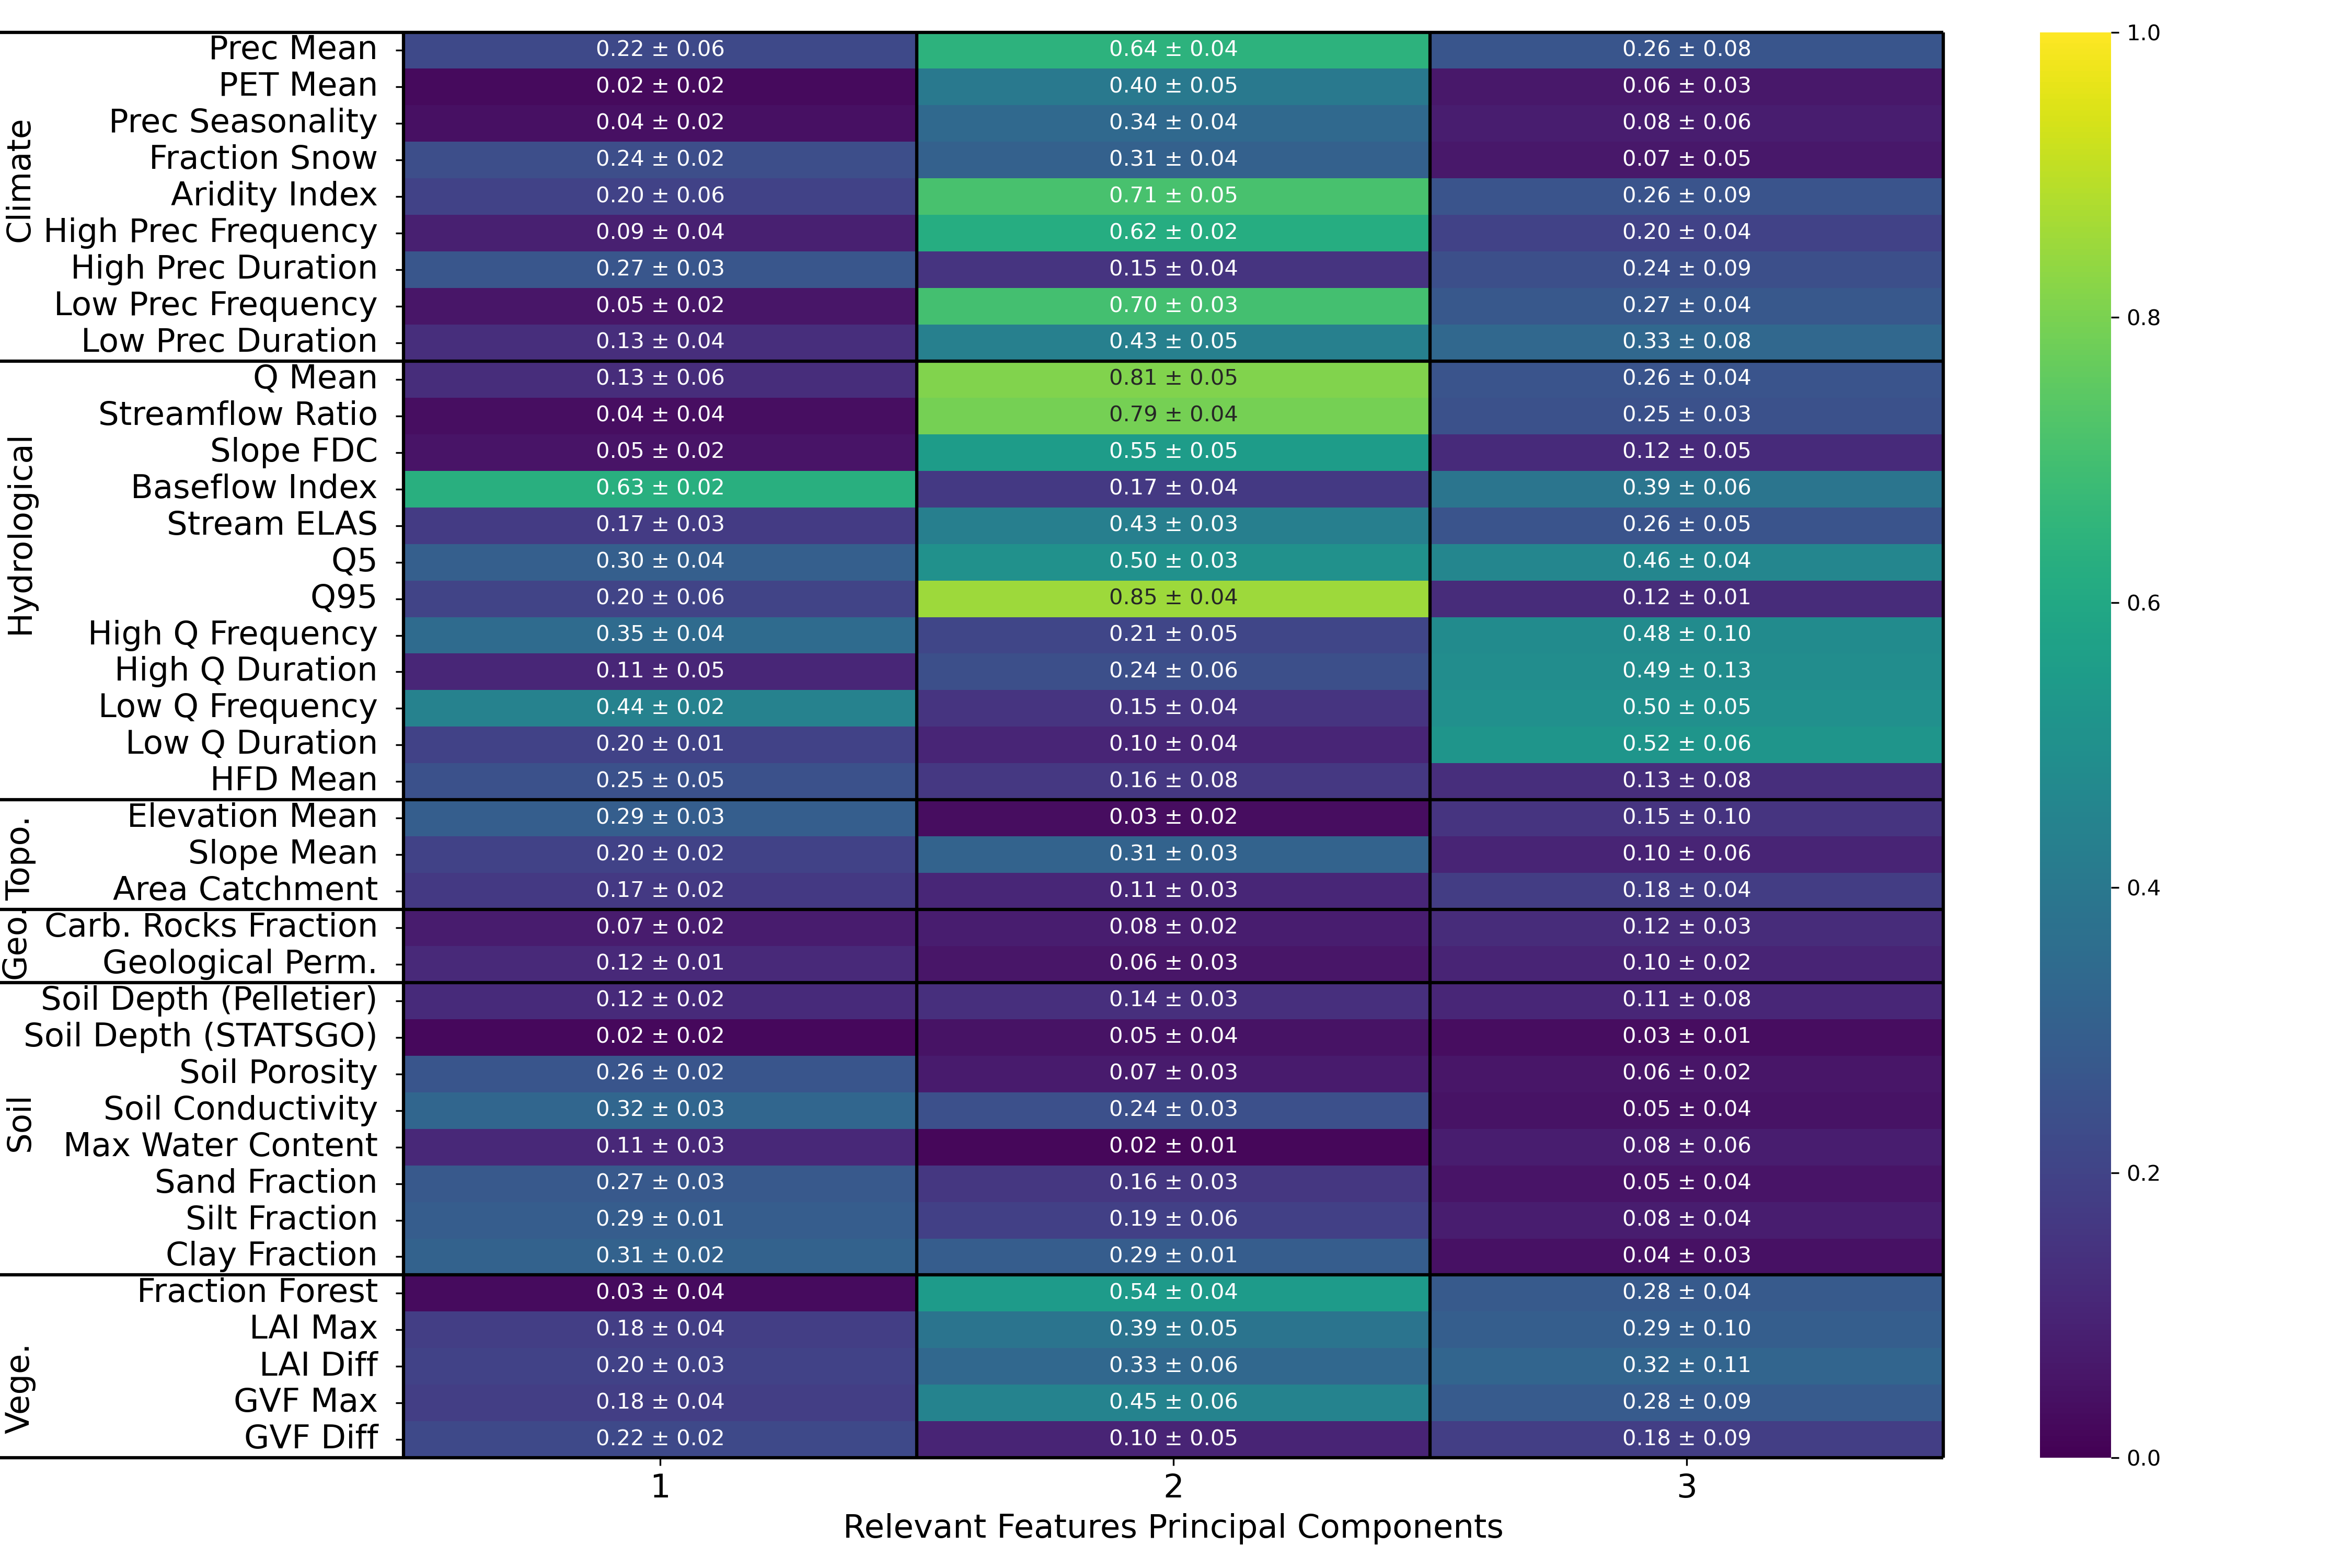 Climate
Prec Mean 0.22 ± 0.06 0.64 ± 0.04 0.26 ± 0.08
PET Mean 0.02 ± 0.02 0.40 ± 0.05 0.06 ± 0.03
Prec Seasonality 0.04 ± 0.02 0.34 ± 0.04 0.08 ± 0.06
Fraction Snow 0.24 ± 0.02 0.31 ± 0.04 0.07 ± 0.05
Aridity Index 0.20 ± 0.06 0.71 ± 0.05 0.26 ± 0.09
High Prec Frequency 0.09 ± 0.04 0.62 ± 0.02 0.20 ± 0.04
High Prec Duration 0.27 ± 0.03 0.15 ± 0.04 0.24 ± 0.09
Low Prec Frequency 0.05 ± 0.02 0.70 ± 0.03 0.27 ± 0.04
Low Prec Duration 0.13 ± 0.04 0.43 ± 0.05 0.33 ± 0.08
Hydrological
Q Mean 0.13 ± 0.06 0.81 ± 0.05 0.26 ± 0.04
Streamflow Ratio 0.04 ± 0.04 0.79 ± 0.04 0.25 ± 0.03
Slope FDC 0.05 ± 0.02 0.55 ± 0.05 0.12 ± 0.05
Baseflow Index 0.63 ± 0.02 0.17 ± 0.04 0.39 ± 0.06
Stream ELAS 0.17 ± 0.03 0.43 ± 0.03 0.26 ± 0.05
Q5 0.30 ± 0.04 0.50 ± 0.03 0.46 ± 0.04
Q95 0.20 ± 0.06 0.85 ± 0.04 0.12 ± 0.01
High Q Frequency 0.35 ± 0.04 0.21 ± 0.05 0.48 ± 0.10
High Q Duration 0.11 ± 0.05 0.24 ± 0.06 0.49 ± 0.13
Low Q Frequency 0.44 ± 0.02 0.15 ± 0.04 0.50 ± 0.05
Low Q Duration 0.20 ± 0.01 0.10 ± 0.04 0.52 ± 0.06
HFD Mean 0.25 ± 0.05 0.16 ± 0.08 0.13 ± 0.08
Topo.
Elevation Mean 0.29 ± 0.03 0.03 ± 0.02 0.15 ± 0.10
Slope Mean 0.20 ± 0.02 0.31 ± 0.03 0.10 ± 0.06
Area Catchment 0.17 ± 0.02 0.11 ± 0.03 0.18 ± 0.04
Geo.
Carb. Rocks Fraction 0.07 ± 0.02 0.08 ± 0.02 0.12 ± 0.03
Geological Perm. 0.12 ± 0.01 0.06 ± 0.03 0.10 ± 0.02
Soil
Soil Depth (Pelletier) 0.12 ± 0.02 0.14 ± 0.03 0.11 ± 0.08
Soil Depth (STATSGO) 0.02 ± 0.02 0.05 ± 0.04 0.03 ± 0.01
Soil Porosity 0.26 ± 0.02 0.07 ± 0.03 0.06 ± 0.02
Soil Conductivity 0.32 ± 0.03 0.24 ± 0.03 0.05 ± 0.04
Max Water Content 0.11 ± 0.03 0.02 ± 0.01 0.08 ± 0.06
Sand Fraction 0.27 ± 0.03 0.16 ± 0.03 0.05 ± 0.04
Silt Fraction 0.29 ± 0.01 0.19 ± 0.06 0.08 ± 0.04
Clay Fraction 0.31 ± 0.02 0.29 ± 0.01 0.04 ± 0.03
Vege.
Fraction Forest 0.03 ± 0.04 0.54 ± 0.04 0.28 ± 0.04
LAI Max 0.18 ± 0.04 0.39 ± 0.05 0.29 ± 0.10
LAI Diff 0.20 ± 0.03 0.33 ± 0.06 0.32 ± 0.11
GVF Max 0.18 ± 0.04 0.45 ± 0.06 0.28 ± 0.09
GVF Diff 0.22 ± 0.02 0.10 ± 0.05 0.18 ± 0.09
1 2 3
Relevant Features Principal Components
1.0
0.8
0.6
0.4
0.2
0.0